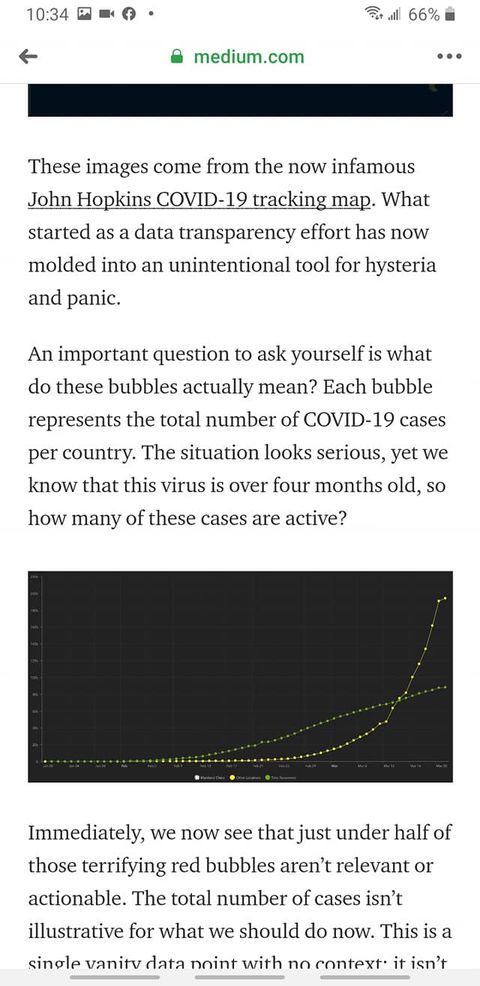 10:34
66%
medium.com
These images come from the now infamous
John Hopkins COVID-19 tracking map. What
started as a data transparency effort has now
molded into an unintentional tool for hysteria
and panic.
An important question to ask yourself is what
do these bubbles actually mean? Each bubble
represents the total number of COVID-19 cases
per country. The situation looks serious, yet we
know that this virus is over four months old, so
how many of these cases are active?
Mainland China Other Locations Total Recovered
Immediately, we now see that just under half of
those terrifying red bubbles aren’t relevant or
actionable. The total number of cases isn’t
illustrative for what we should do now. This is a
single vanity data point with no context; it isn’t